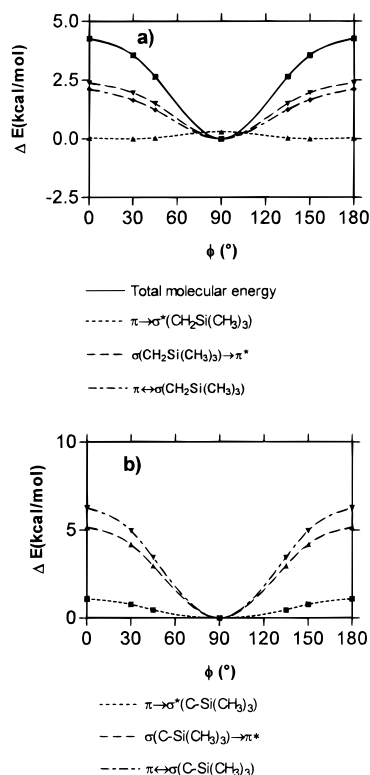 a)
5.0
2.5
0.0
-2.5
Δ E(kcal/mol)
0 30 60 90 120 150 180
ϕ (°)
Total molecular energy
π→σ*(CH2Si(CH3)3)
σ(CH2Si(CH3)3)→π*
π↔σ(CH2Si(CH3)3)
b)
10
5
0
Δ E(kcal/mol)
0 30 60 90 120 150 180
ϕ (°)
π→σ*(C-Si(CH3)3)
σ(C-Si(CH3)3)→π*
π↔σ(C-Si(CH3)3)